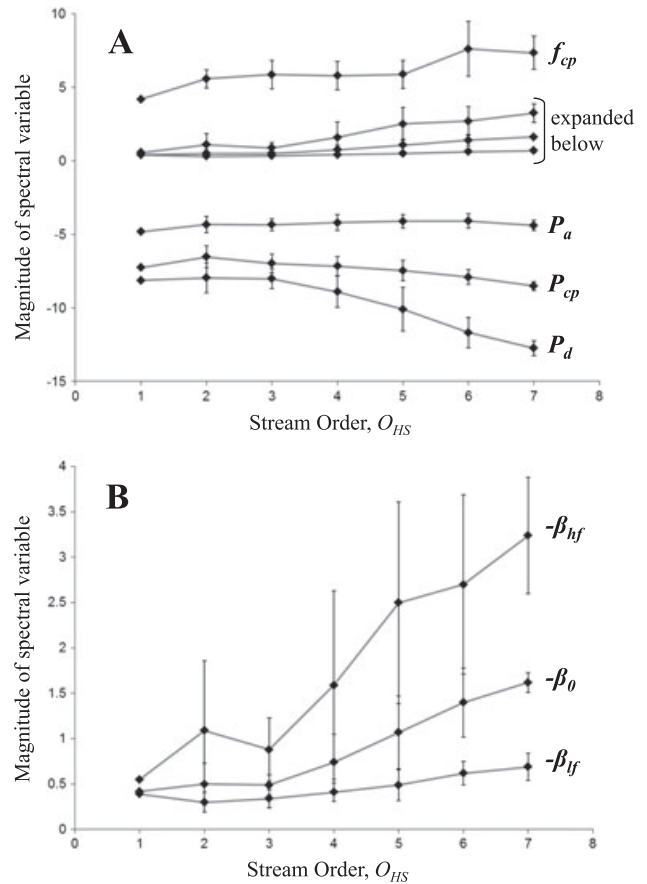 A
10
5
0
-5
-10
-15
0 1 2 3 4 5 6 7 8
Magnitude of spectral variable
Stream Order, O_HS
f_cp
expanded
below
P_a
P_cp
P_d
B
4
3.5
3
2.5
2
1.5
1
0.5
0
0 1 2 3 4 5 6 7 8
Magnitude of spectral variable
Stream Order, O_HS
-β_hf
-β_0
-β_lf